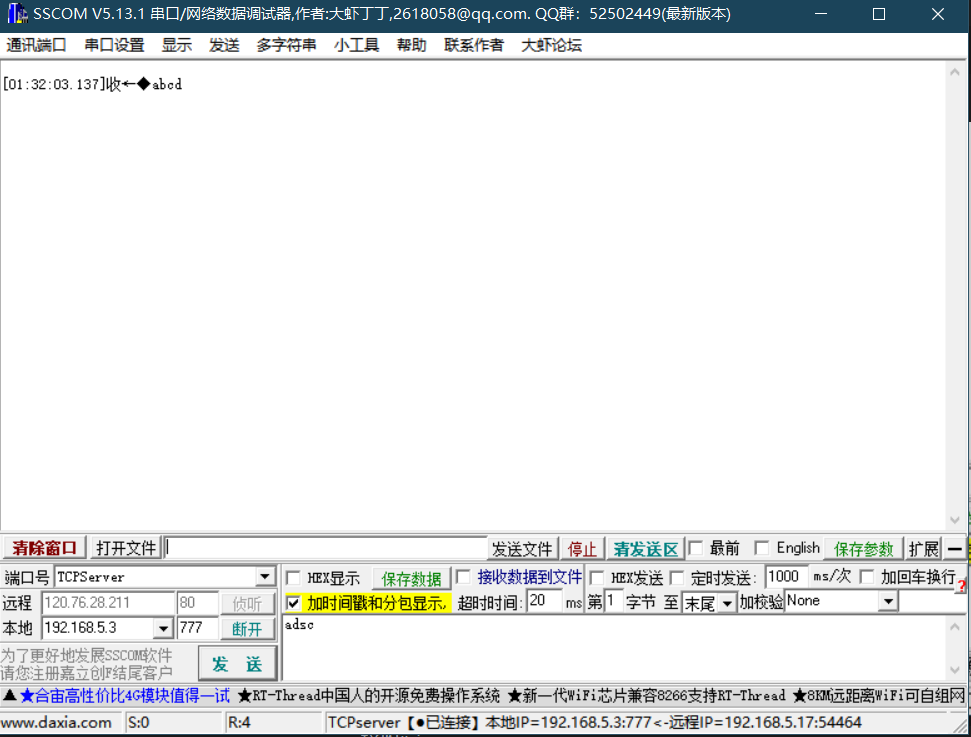 SSCOM V5.13.1 串口/网络数据调试器,作者:大虾丁丁,2618058@qq.com. QQ群：52502449(最新版本)
通讯端口 串口设置 显示 发送 多字符串 小工具 帮助 联系作者 大虾论坛
[01:32:03.137]收←◆abcd
清除窗口 打开文件 发送文件 停止 清发送区 最前 English 保存参数 扩展 —
端口号 TCPServer HEX显示 保存数据 接收数据到文件 HEX发送 定时发送: 1000 ms/次 加回车换行
远程 120.76.28.211 80 侦听 加时间戳和分包显示, 超时时间: 20 ms 第 1 字节 至 末尾 加校验 None
本地 192.168.5.3 777 断开 adsc
为了更好地发展SSCOM软件
请您注册嘉立创F结尾客户
发 送
▲★合宙高性价比4G模块值得一试 ★RT-Thread中国人的开源免费操作系统 ★新一代WiFi芯片兼容8266支持RT-Thread ★8KM远距离WiFi可自组网
www.daxia.com S:0 R:4 TCPserver【●已连接】本地IP=192.168.5.3:777<-远程IP=192.168.5.17:54464